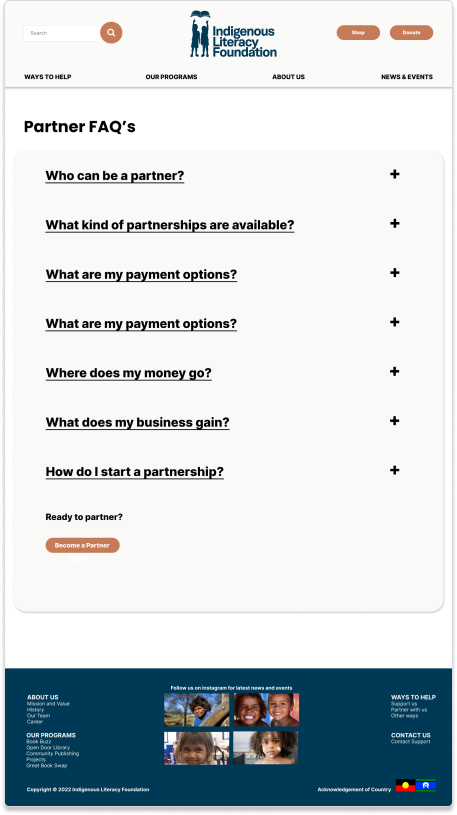 Search
Indigenous
Literacy
Foundation
Shop
Donate
WAYS TO HELP
OUR PROGRAMS
ABOUT US
NEWS & EVENTS
Partner FAQ’s
Who can be a partner?
What kind of partnerships are available?
What are my payment options?
What are my payment options?
Where does my money go?
What does my business gain?
How do I start a partnership?
Ready to partner?
Become a Partner
Follow us on instagram for latest news and events
ABOUT US
Mission and Value
History
Our Team
Career
OUR PROGRAMS
Book Buzz
Open Door Library
Community Publishing
Projects
Great Book Swap
WAYS TO HELP
Support us
Partner with us
Other ways
CONTACT US
Contact Support
Copyright © 2022 Indigenous Literacy Foundation
Acknowledgement of Country